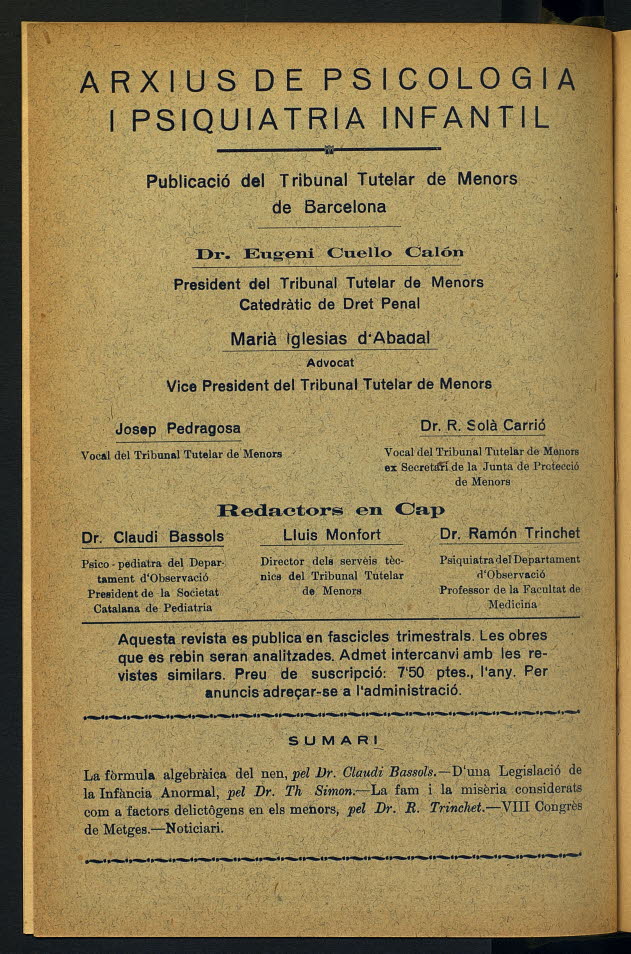 ARXIUS DE PSICOLOGIA
I PSIQUIATRIA INFANTIL
Publicació del Tribunal Tutelar de Menors
de Barcelona
Dr. Eugeni Cuello Calón
President del Tribunal Tutelar de Menors
Catedràtic de Dret Penal
Marià Iglesias d'Abadal
Advocat
Vice President del Tribunal Tutelar de Menors
Josep Pedragosa
Vocal del Tribunal Tutelar de Menors
Dr. R. Solà Carrió
Vocal del Tribunal Tutelar de Menors
ex Secretari de la Junta de Protecció
de Menors
Redactors en Cap
Dr. Claudi Bassols
Psico-pediatra del Depar-
tament d'Observació
President de la Societat
Catalana de Pediatria
Lluis Monfort
Director dels serveis tèc-
nics del Tribunal Tutelar
de Menors
Dr. Ramón Trinchet
Psiquiatra del Departament
d'Observació
Professor de la Facultat de
Medicina
Aquesta revista es publica en fascicles trimestrals. Les obres
que es rebin seran analitzades. Admet intercanvi amb les re-
vistes similars. Preu de suscripció: 7'50 ptes., l'any. Per
anuncis adreçar-se a l'administració.
SUMARI
La fòrmula algebràica del nen, pel Dr. Claudi Bassols.—D'una Legislació de
la Infància Anormal, pel Dr. Th Simon.—La fam i la misèria considerats
com a factors delictògens en els menors, pel Dr. R. Trinchet.—VIII Congrès
de Metges.—Noticiari.